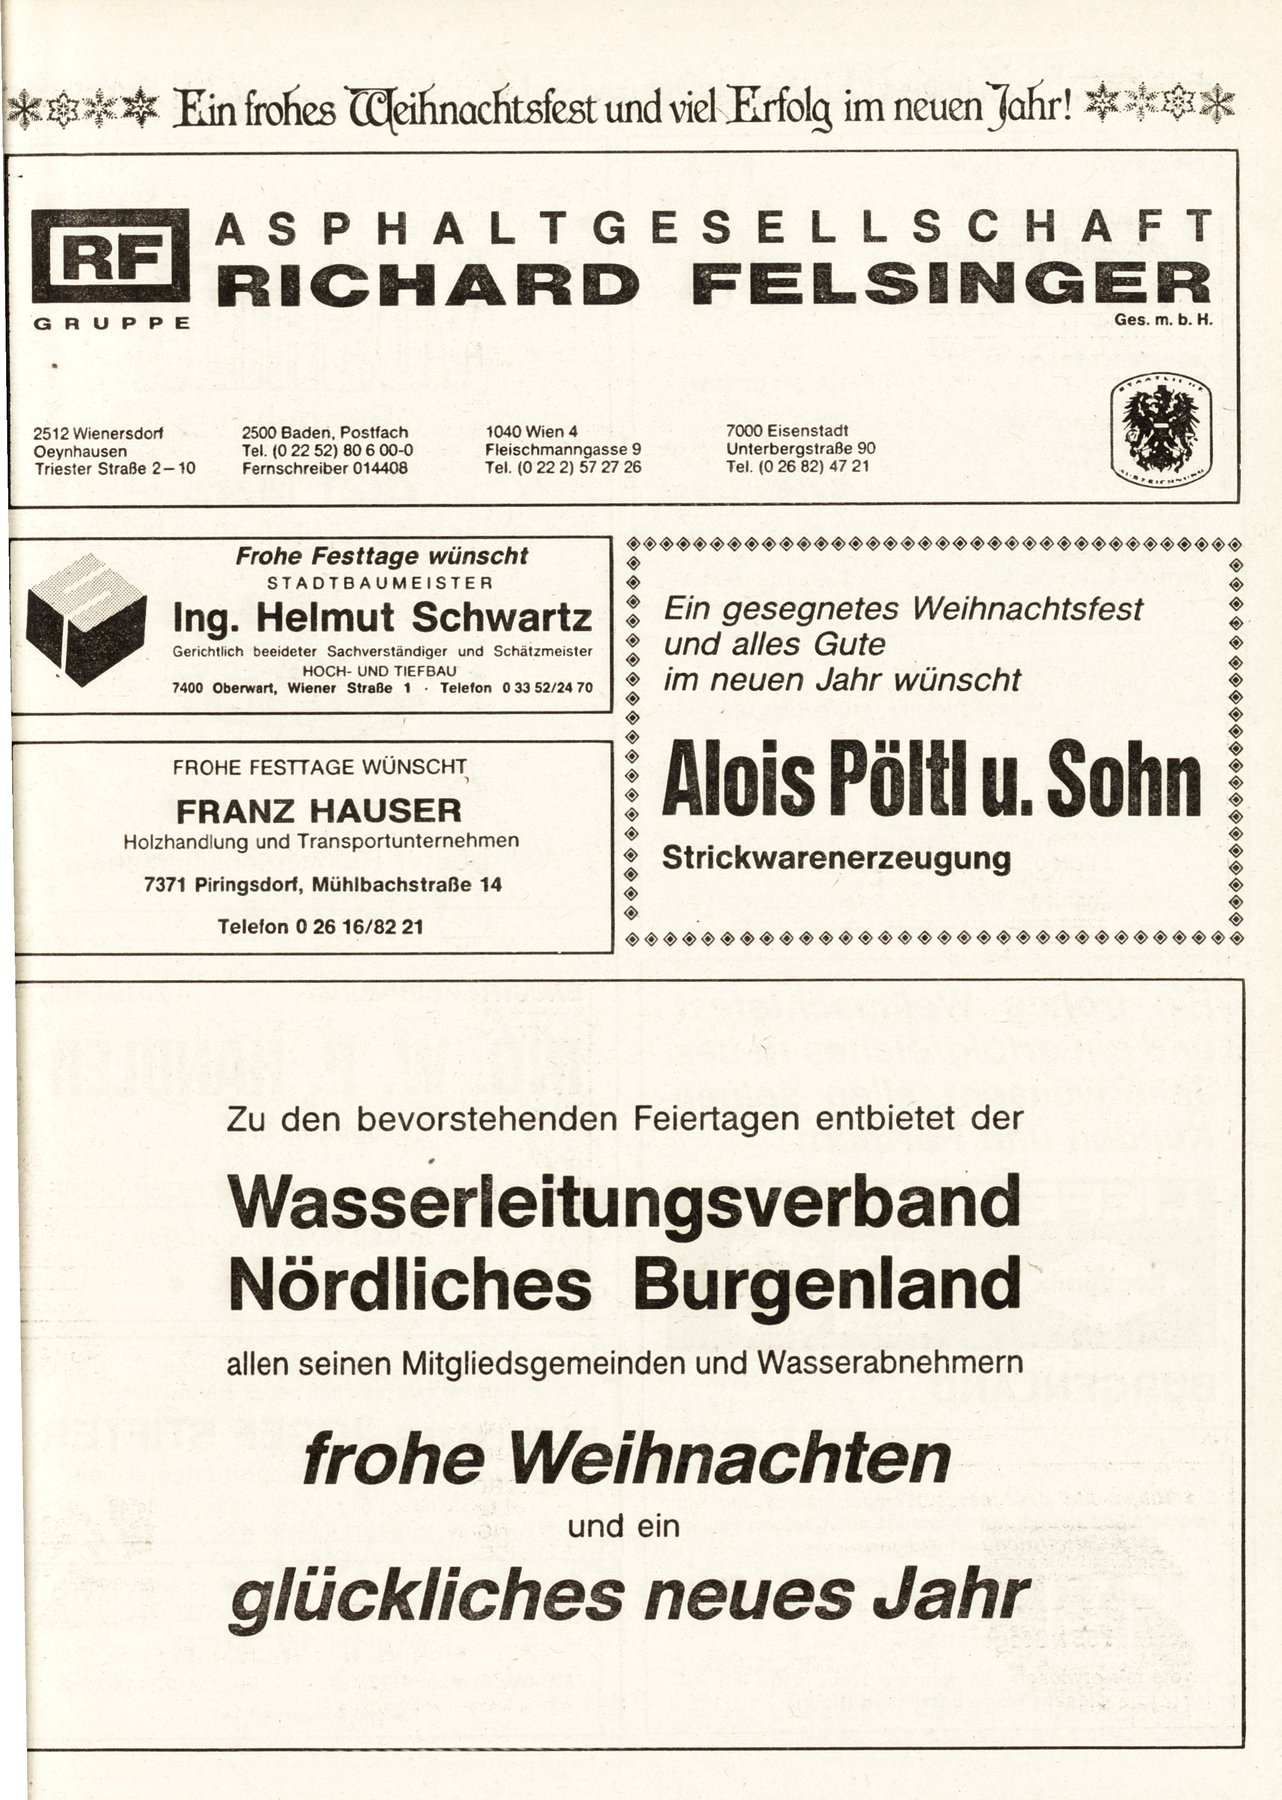 Ein frohes Weihnachtsfest und viel Erfolg im neuen Jahr!
RF
GRUPPE
ASPHALTGESELLSCHAFT
RICHARD FELSINGER
Ges. m. b. H.
2512 Wienersdorf
Oeynhausen
Triester Straße 2–10
2500 Baden, Postfach
Tel. (0 22 52) 80 6 00-0
Fernschreiber 014408
1040 Wien 4
Fleischmanngasse 9
Tel. (0 22 2) 57 27 26
7000 Eisenstadt
Unterbergstraße 90
Tel. (0 26 82) 47 21
STAATLICHE
AUSZEICHNUNG
Frohe Festtage wünscht
STADTBAUMEISTER
Ing. Helmut Schwartz
Gerichtlich beeideter Sachverständiger und Schätzmeister
HOCH- UND TIEFBAU
7400 Oberwart, Wiener Straße 1 · Telefon 0 33 52/24 70
FROHE FESTTAGE WÜNSCHT
FRANZ HAUSER
Holzhandlung und Transportunternehmen
7371 Piringsdorf, Mühlbachstraße 14
Telefon 0 26 16/82 21
Ein gesegnetes Weihnachtsfest
und alles Gute
im neuen Jahr wünscht
Alois Pöltl u. Sohn
Strickwarenerzeugung
Zu den bevorstehenden Feiertagen entbietet der
Wasserleitungsverband
Nördliches Burgenland
allen seinen Mitgliedsgemeinden und Wasserabnehmern
frohe Weihnachten
und ein
glückliches neues Jahr